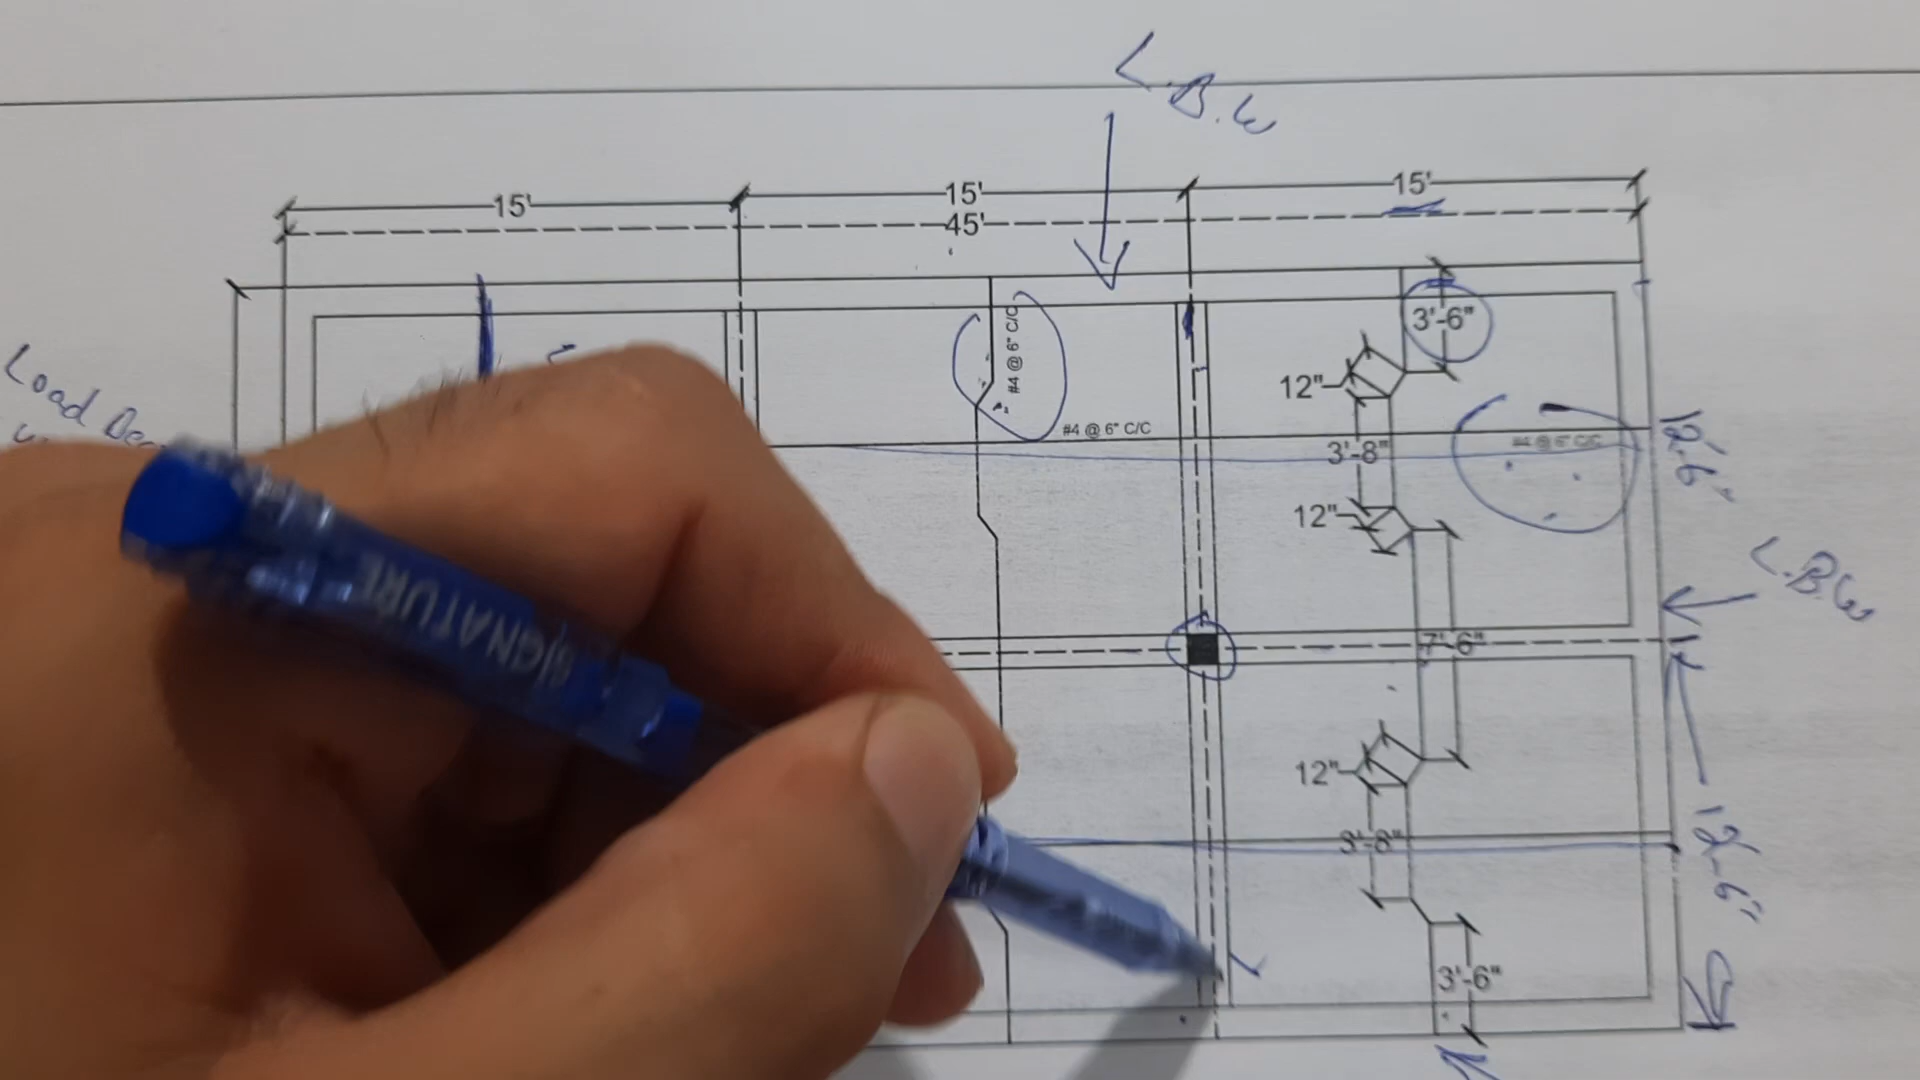 L.B.W
15'
15'
15'
45'
3'-6"
#4 @ 6" C/C
12"
Load
#4 @ 6" C/C
#4 @ 6" C/C
12'-6"
3'-8"
12"
L.B.W
SIGNATURE
7'-6"
12"
3'-8"
12'-6"
3'-6"